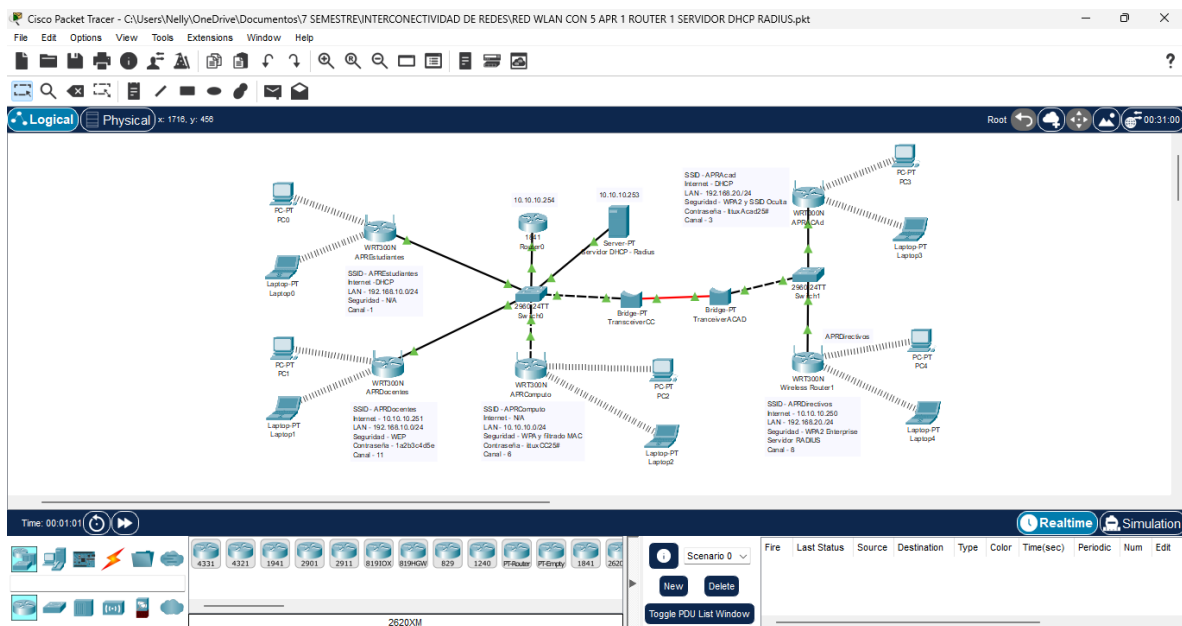 Cisco Packet Tracer - C:\Users\Nelly\OneDrive\Documentos\7 SEMESTRE\INTERCONECTIVIDAD DE REDES\RED WLAN CON 5 APR 1 ROUTER 1 SERVIDOR DHCP RADIUS.pkt
File Edit Options View Tools Extensions Window Help
Logical Physical x: 1716, y: 456 Root 00:31:00
PC-PT
PC0
WRT300N
APREstudiantes
Laptop-PT
Laptop0
SSID - APREstudiantes
Internet -DHCP
LAN - 192.168.10.0/24
Seguridad - N/A
Canal -1
10.10.10.254
1841
Router0
10.10.10.253
Server-PT
Servidor DHCP - Radius
SSID - APRAcad
Internet - DHCP
LAN - 192.168.20./24
Seguridad - WPA2 y SSID Oculta
Contraseña - IttuxAcad25#
Canal - 3
PC-PT
PC3
WRT300N
APRACAd
Laptop-PT
Laptop3
2960-24TT
Switch0
Bridge-PT
TransceiverCC
Bridge-PT
TranceiverACAD
2960-24TT
Switch1
PC-PT
PC1
WRT300N
APRDocentes
Laptop-PT
Laptop1
SSID - APRDocentes
Internet - 10.10.10.251
LAN - 192.168.10.0/24
Seguridad - WEP
Contraseña - 1a2b3c4d5e
Canal - 11
WRT300N
APRComputo
PC-PT
PC2
SSID - APRComputo
Internet - N/A
LAN - 10.10.10.0/24
Seguridad - WPA y filtrado MAC
Contraseña - ittuxCC25#
Canal - 6
Laptop-PT
Laptop2
APRDirectivos
PC-PT
PC4
WRT300N
Wireless Router1
Laptop-PT
Laptop4
SSID - APRDirectivos
Internet - 10.10.10.250
LAN - 192.168.20./24
Seguridad - WPA2 Enterprise
Servidor RADIUS
Canal - 8
Time: 00:01:01 Realtime Simulation
4331 4321 1941 2901 2911 819IOX 819HGW 829 1240 PT-Router PT-Empty 1841 262
2620XM
Scenario 0
New Delete
Toggle PDU List Window
Fire Last Status Source Destination Type Color Time(sec) Periodic Num Edit